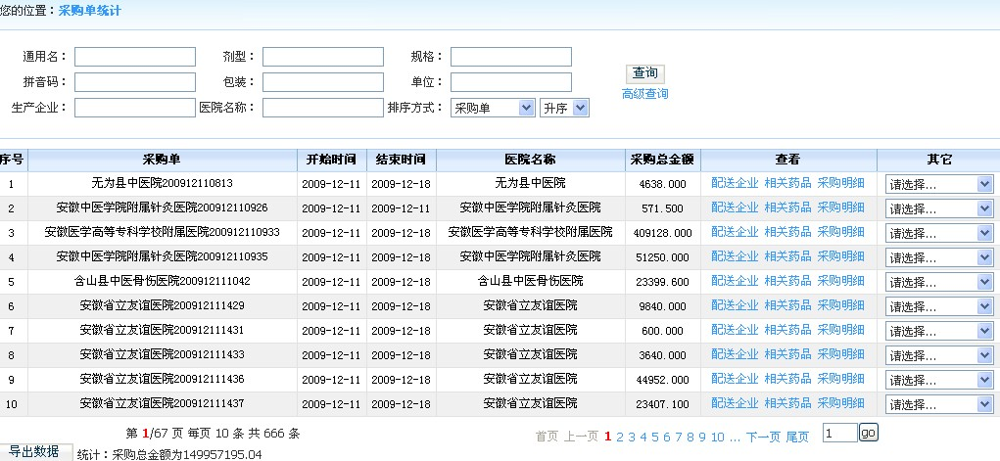 您的位置：采购单统计
通用名： 剂型： 规格：
查询
拼音码： 包装： 单位：
高级查询
生产企业： 医院名称： 排序方式： 采购单 升序
序号 采购单 开始时间 结束时间 医院名称 采购总金额 查看 其它
1 无为县中医院200912110813 2009-12-11 2009-12-18 无为县中医院 4638.000 配送企业 相关药品 采购明细 请选择...
2 安徽中医学院附属针灸医院200912110926 2009-12-11 2009-12-11 安徽中医学院附属针灸医院 571.500 配送企业 相关药品 采购明细 请选择...
3 安徽医学高等专科学校附属医院200912110933 2009-12-11 2009-12-18 安徽医学高等专科学校附属医院 409128.000 配送企业 相关药品 采购明细 请选择...
4 安徽中医学院附属针灸医院200912110935 2009-12-11 2009-12-18 安徽中医学院附属针灸医院 51250.000 配送企业 相关药品 采购明细 请选择...
5 含山县中医骨伤医院200912111042 2009-12-11 2009-12-18 含山县中医骨伤医院 23399.600 配送企业 相关药品 采购明细 请选择...
6 安徽省立友谊医院200912111429 2009-12-11 2009-12-18 安徽省立友谊医院 9840.000 配送企业 相关药品 采购明细 请选择...
7 安徽省立友谊医院200912111431 2009-12-11 2009-12-18 安徽省立友谊医院 600.000 配送企业 相关药品 采购明细 请选择...
8 安徽省立友谊医院200912111433 2009-12-11 2009-12-18 安徽省立友谊医院 3640.000 配送企业 相关药品 采购明细 请选择...
9 安徽省立友谊医院200912111436 2009-12-11 2009-12-18 安徽省立友谊医院 44952.000 配送企业 相关药品 采购明细 请选择...
10 安徽省立友谊医院200912111437 2009-12-11 2009-12-18 安徽省立友谊医院 23407.100 配送企业 相关药品 采购明细 请选择...
第 1/67 页 每页 10 条 共 666 条 首页 上一页 1 2 3 4 5 6 7 8 9 10 ... 下一页 尾页 1 go
导出数据 统计：采购总金额为149957195.04